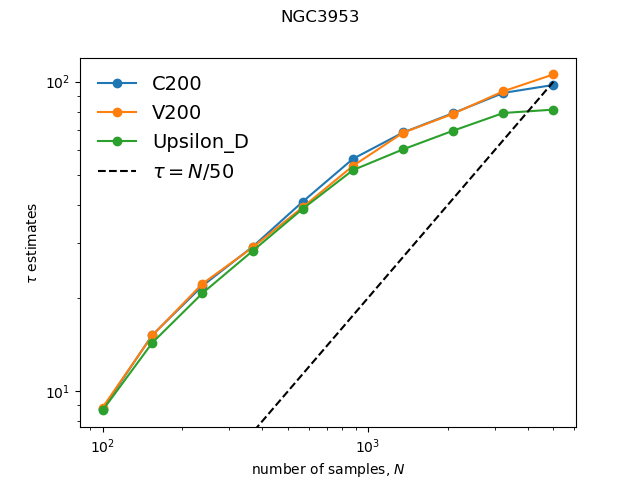 NGC3953
C200
V200
Upsilon_D
τ = N/50
τ estimates
10²
10¹
10²
10³
number of samples, N